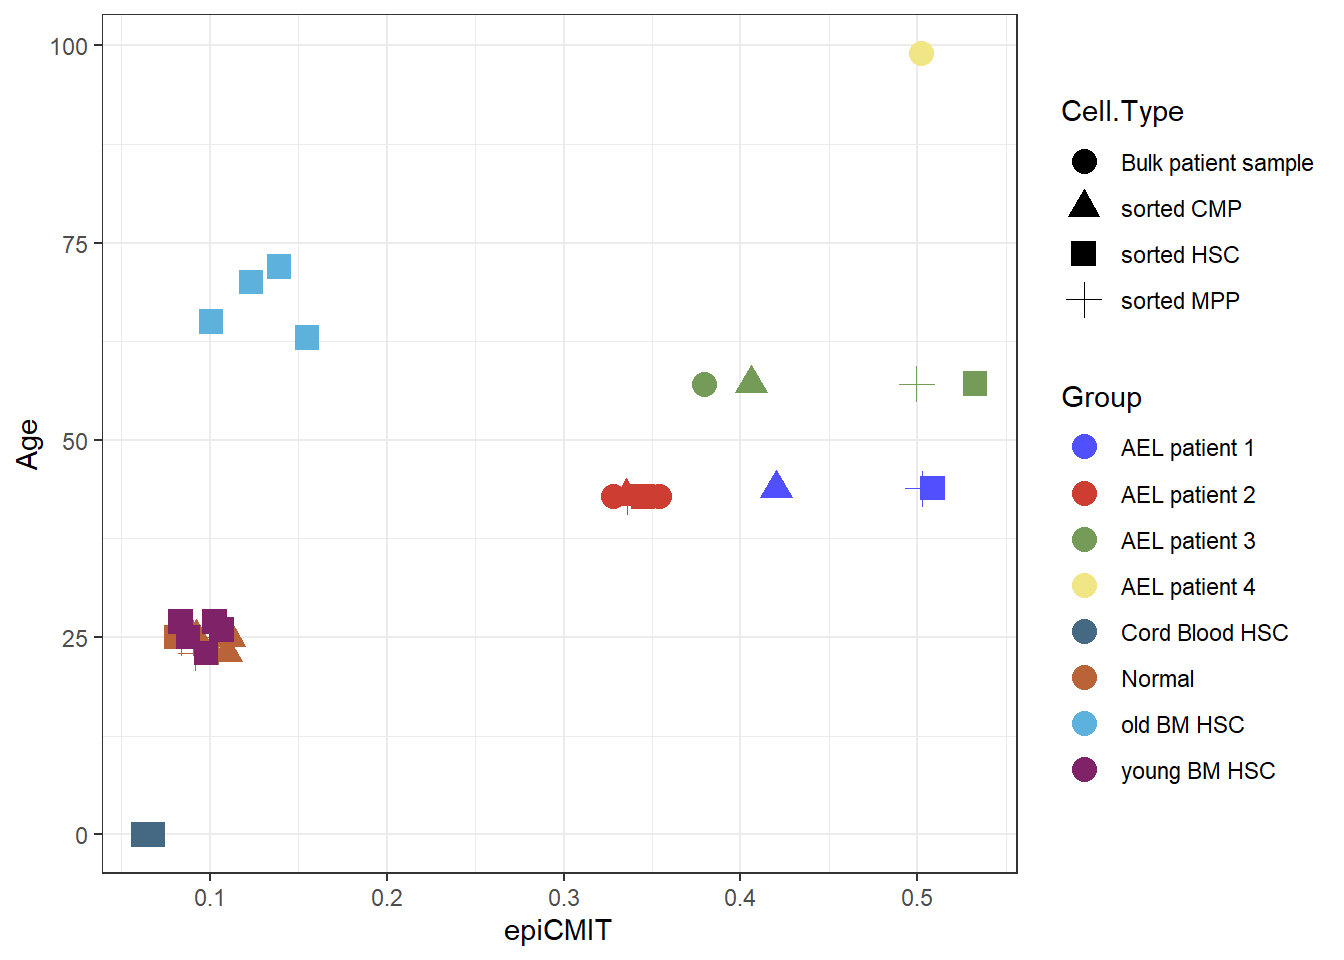 100
75
50
25
0
Age
0.1 0.2 0.3 0.4 0.5
epiCMIT
Cell.Type
Bulk patient sample
sorted CMP
sorted HSC
sorted MPP
Group
AEL patient 1
AEL patient 2
AEL patient 3
AEL patient 4
Cord Blood HSC
Normal
old BM HSC
young BM HSC